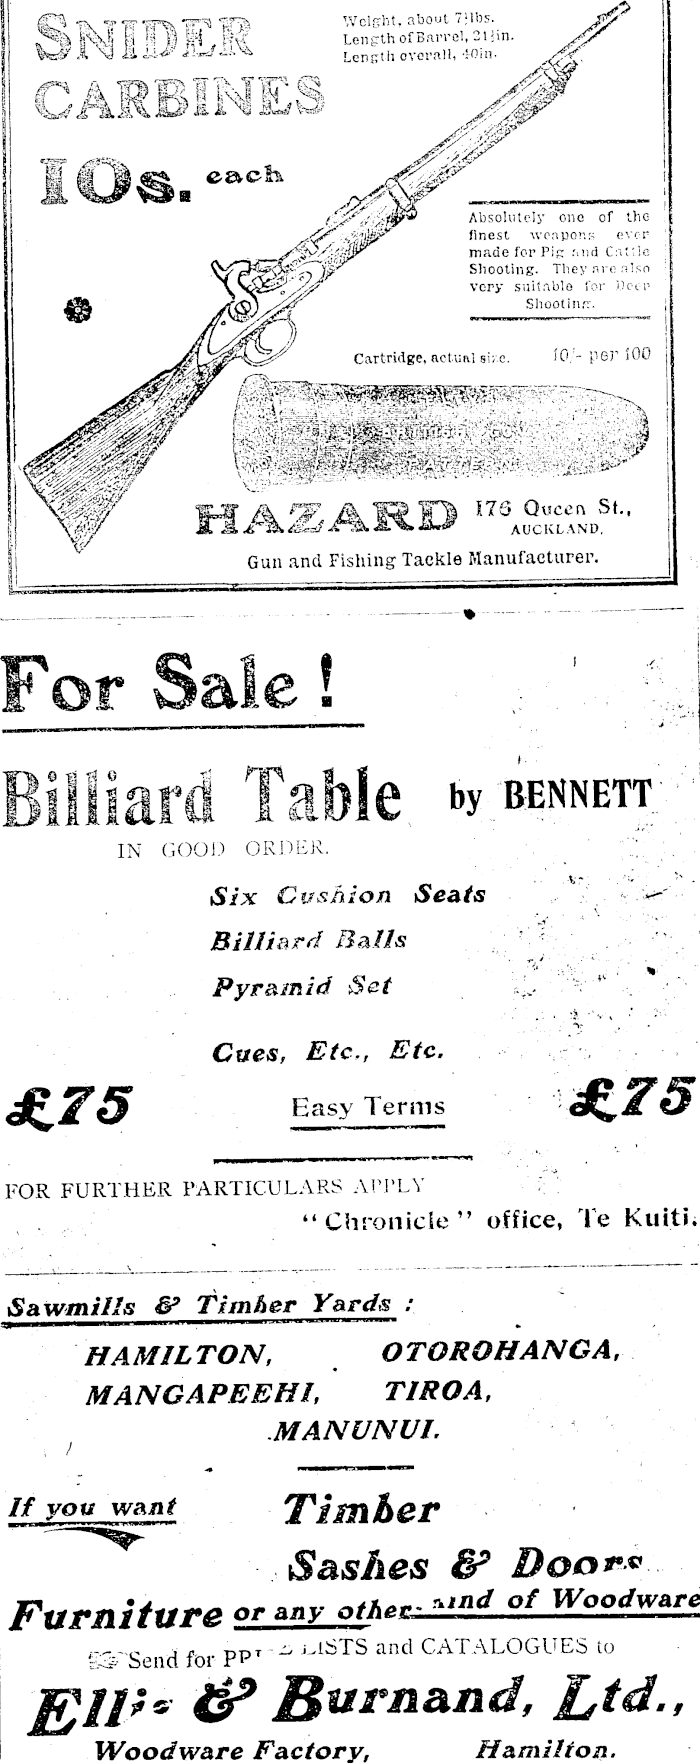 SNIDER
CARBINES
10s. each
Weight, about 7½lbs.
Length of Barrel, 21½in.
Length overall, 40in.
Absolutely one of the
finest weapons ever
made for Pig and Cattle
Shooting. They are also
very suitable for Deer
Shooting.
Cartridge, actual size. 10/- per 100
HAZARD 176 Queen St.,
AUCKLAND,
Gun and Fishing Tackle Manufacturer.
For Sale !
Billiard Table by BENNETT
IN GOOD ORDER.
Six Cushion Seats
Billiard Balls
Pyramid Set
Cues, Etc., Etc.
£75 Easy Terms £75
FOR FURTHER PARTICULARS APPLY
“Chronicle” office, Te Kuiti.
Sawmills & Timber Yards :
HAMILTON, OTOROHANGA,
MANGAPEEHI, TIROA,
MANUNUI.
If you want Timber
Sashes & Doors
Furniture or any other kind of Woodware
Send for LISTS and CATALOGUES to
Ellis & Burnand, Ltd.,
Woodware Factory, Hamilton.